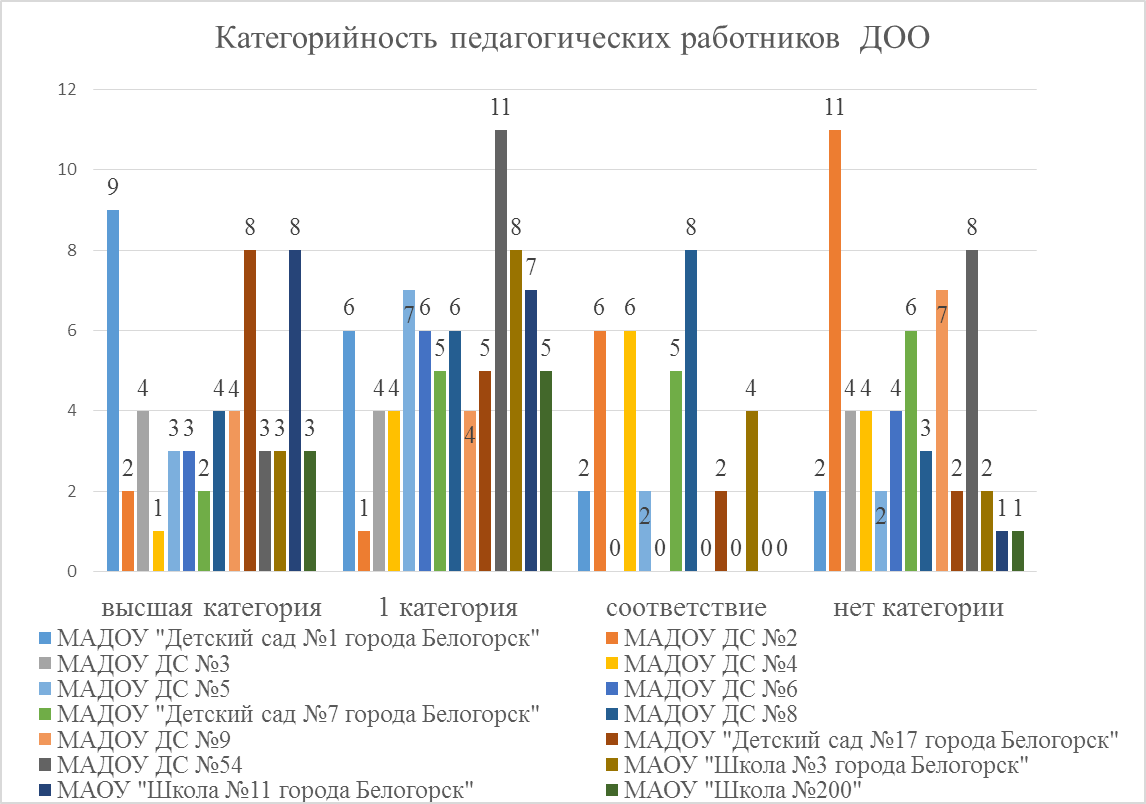 Категорийность педагогических работников ДОО
12
10
8
6
4
2
0
9 2 4 1 3 3 2 4 4 8 3 3 8 3
6 1 4 4 7 6 5 6 4 5 11 8 7 5
2 6 0 6 2 0 5 8 0 2 0 4 0 0
2 11 4 4 2 4 6 3 7 2 8 2 1 1
высшая категория 1 категория соответствие нет категории
МАДОУ "Детский сад №1 города Белогорск" МАДОУ ДС №2
МАДОУ ДС №3 МАДОУ ДС №4
МАДОУ ДС №5 МАДОУ ДС №6
МАДОУ "Детский сад №7 города Белогорск" МАДОУ ДС №8
МАДОУ ДС №9 МАДОУ "Детский сад №17 города Белогорск"
МАДОУ ДС №54 МАОУ "Школа №3 города Белогорск"
МАОУ "Школа №11 города Белогорск" МАОУ "Школа №200"